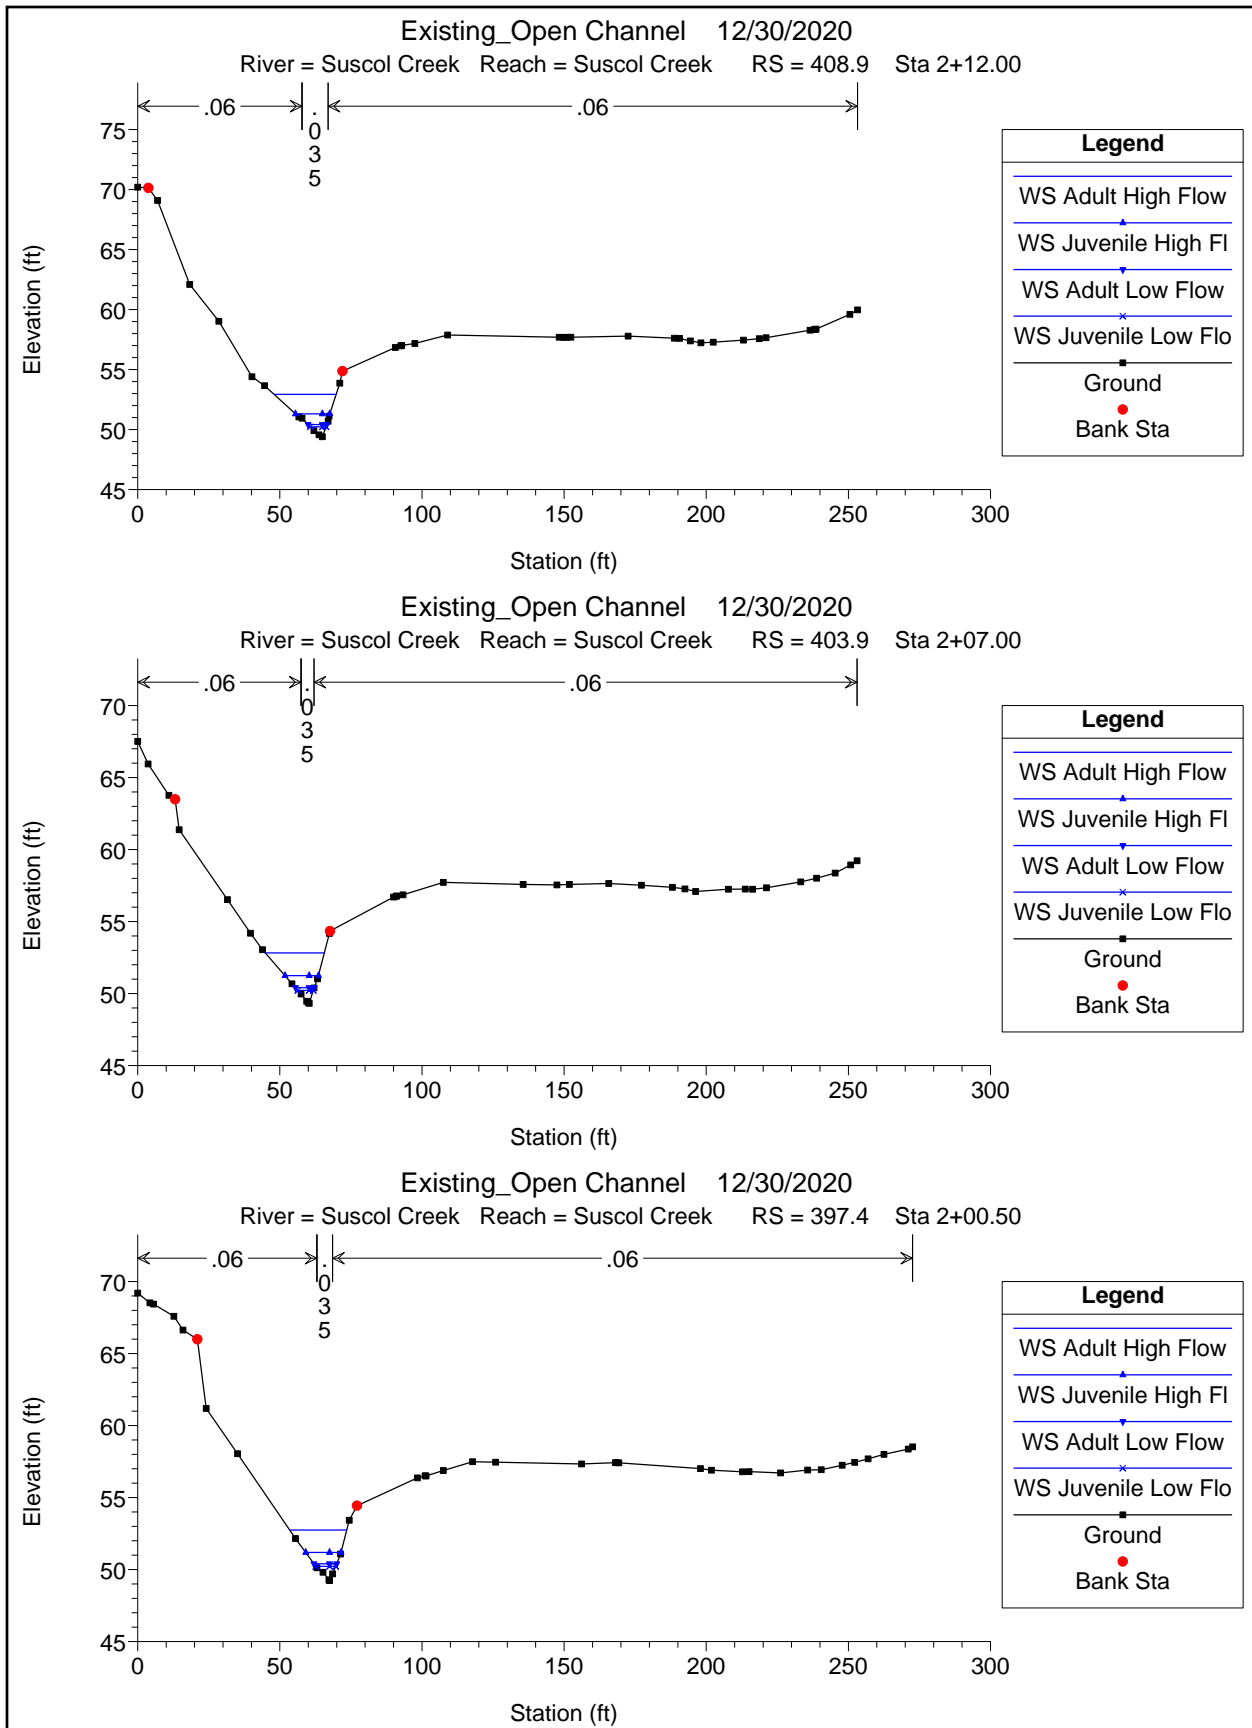 Existing_Open Channel 12/30/2020
River = Suscol Creek Reach = Suscol Creek RS = 408.9 Sta 2+12.00
.06 .035 .06
75
70
65
60
55
50
45
0 50 100 150 200 250 300
Elevation (ft)
Station (ft)
Legend
WS Adult High Flow
WS Juvenile High Fl
WS Adult Low Flow
WS Juvenile Low Flo
Ground
Bank Sta
Existing_Open Channel 12/30/2020
River = Suscol Creek Reach = Suscol Creek RS = 403.9 Sta 2+07.00
.06 .035 .06
70
65
60
55
50
45
0 50 100 150 200 250 300
Elevation (ft)
Station (ft)
Legend
WS Adult High Flow
WS Juvenile High Fl
WS Adult Low Flow
WS Juvenile Low Flo
Ground
Bank Sta
Existing_Open Channel 12/30/2020
River = Suscol Creek Reach = Suscol Creek RS = 397.4 Sta 2+00.50
.06 .035 .06
70
65
60
55
50
45
0 50 100 150 200 250 300
Elevation (ft)
Station (ft)
Legend
WS Adult High Flow
WS Juvenile High Fl
WS Adult Low Flow
WS Juvenile Low Flo
Ground
Bank Sta